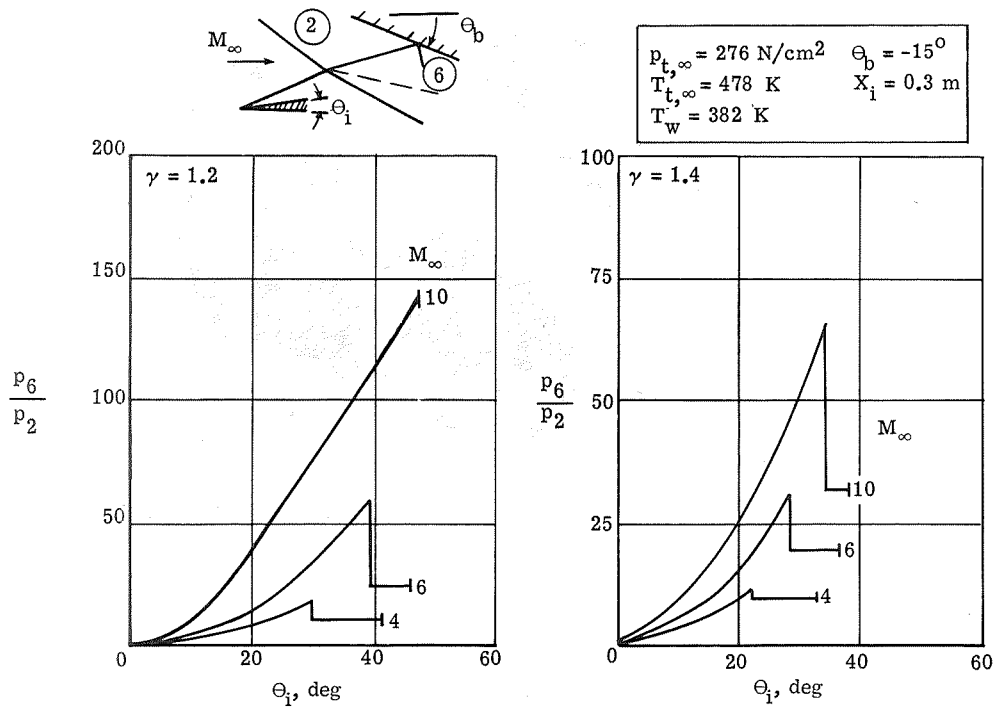 M∞
2
Θb
6
Θi
pt,∞ = 276 N/cm2 Θb = -15o
Tt,∞ = 478 K Xi = 0.3 m
Tw = 382 K
200
γ = 1.2
150
M∞
10
p6
p2
100
50
6
4
0
20
40
60
Θi, deg
100
γ = 1.4
75
p6
p2
50
M∞
10
25
6
4
0
20
40
60
Θi, deg